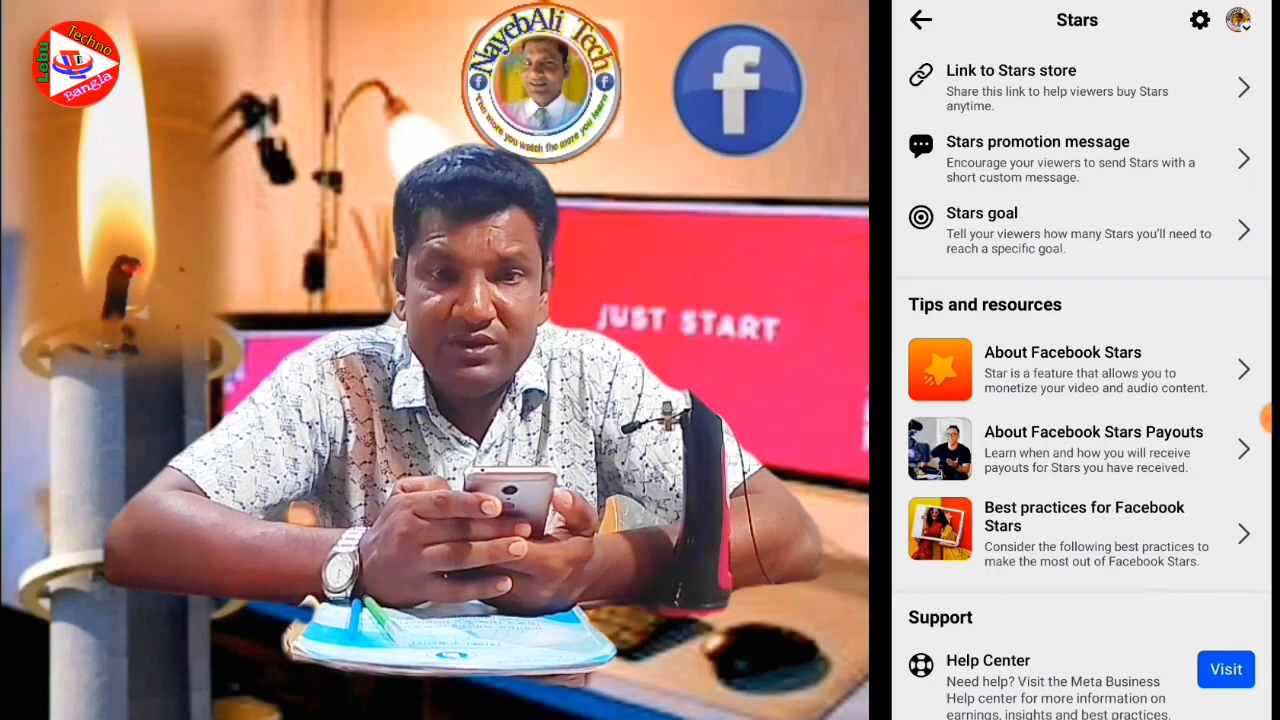 Lebu
Techno
Bangla
NayebAli Tech
The more you watch the more you learn
f
JUST START
Stars
Link to Stars store
Share this link to help viewers buy Stars
anytime.
Stars promotion message
Encourage your viewers to send Stars with a
short custom message.
Stars goal
Tell your viewers how many Stars you'll need to
reach a specific goal.
Tips and resources
About Facebook Stars
Star is a feature that allows you to
monetize your video and audio content.
About Facebook Stars Payouts
Learn when and how you will receive
payouts for Stars you have received.
Best practices for Facebook
Stars
Consider the following best practices to
make the most out of Facebook Stars.
Support
Help Center
Need help? Visit the Meta Business
Help center for more information on
earnings, insights and best practices.
Visit